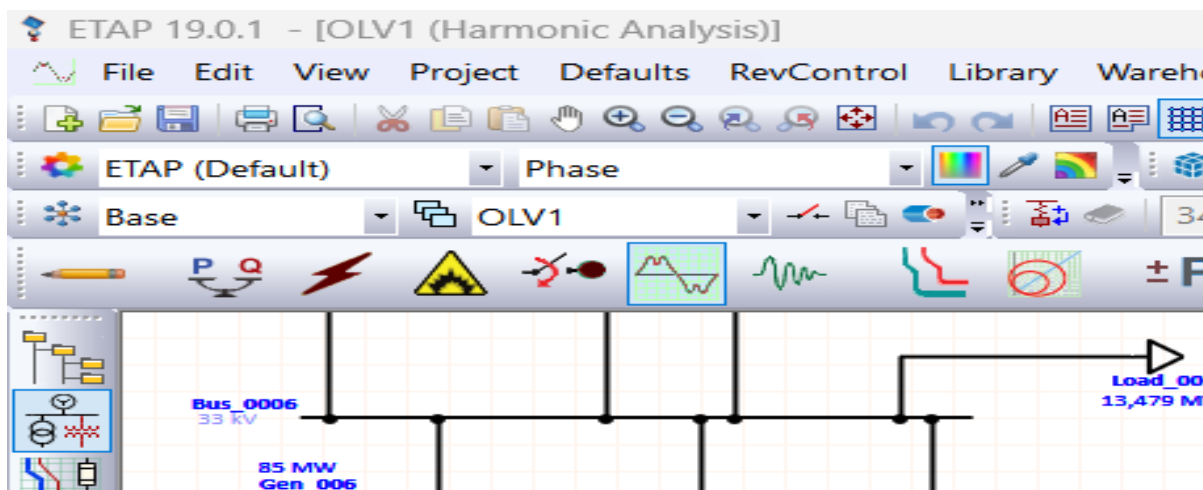 ETAP 19.0.1 - [OLV1 (Harmonic Analysis)]
File Edit View Project Defaults RevControl Library
ETAP (Default) Phase
Base OLV1 34
P Q ±
Bus_0006
33 kV
Load_00
13,479 M
85 MW
Gen_006